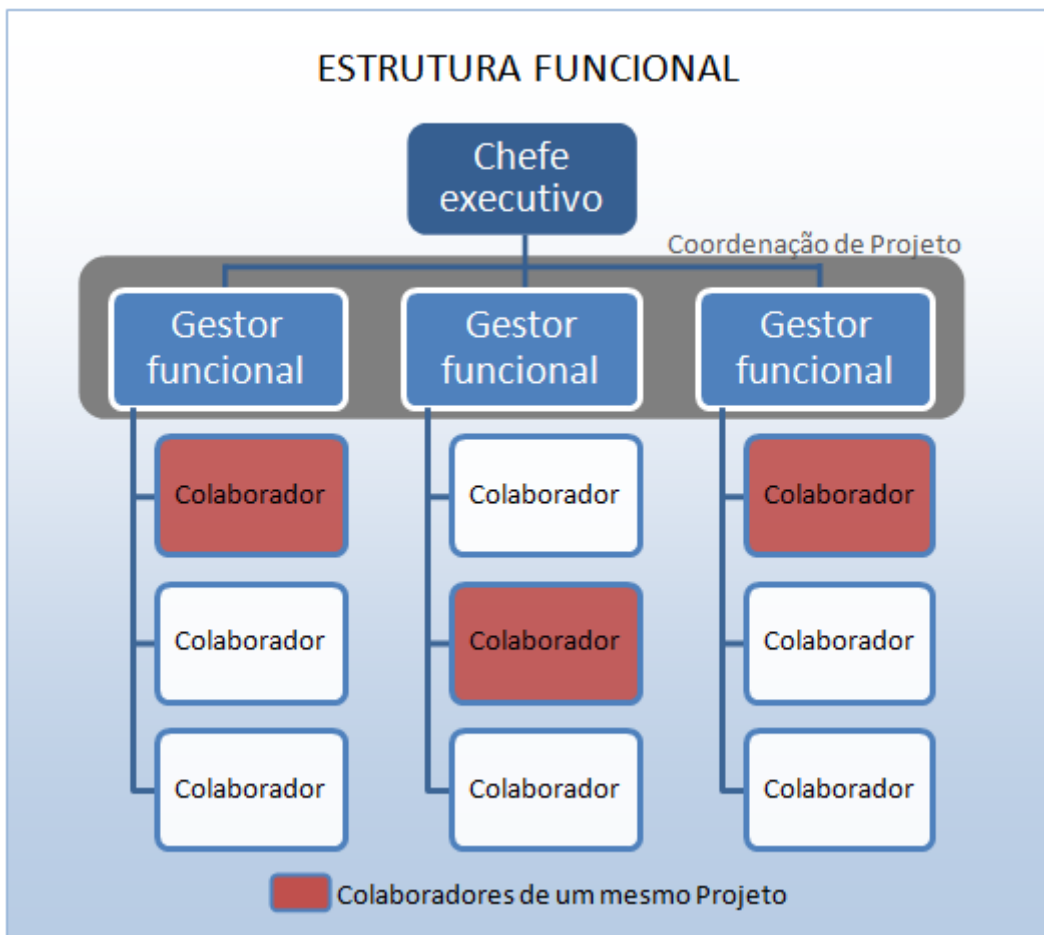 ESTRUTURA FUNCIONAL
Chefe
executivo
Coordenação de Projeto
Gestor
funcional
Gestor
funcional
Gestor
funcional
Colaborador
Colaborador
Colaborador
Colaborador
Colaborador
Colaborador
Colaborador
Colaborador
Colaborador
Colaboradores de um mesmo Projeto